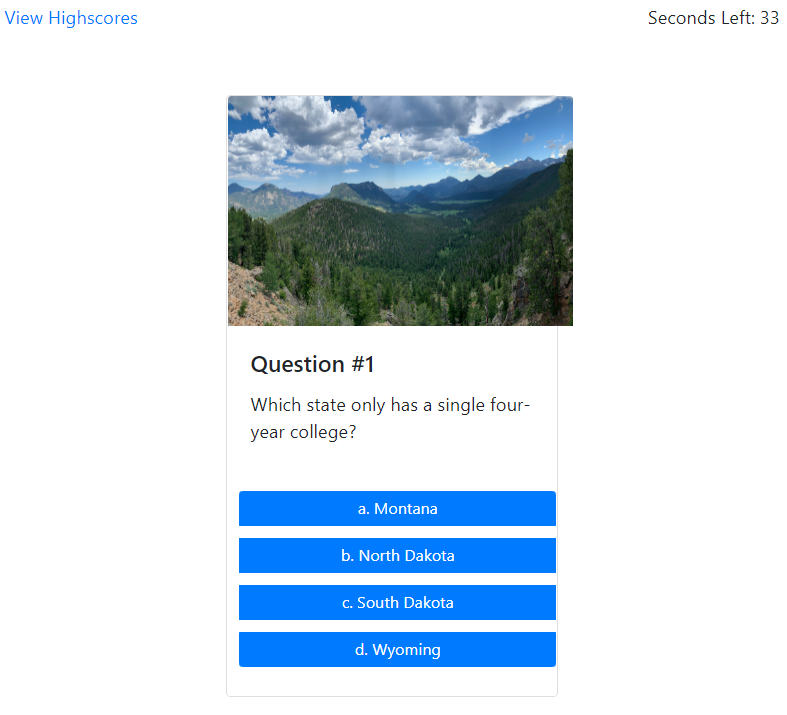 View Highscores
Seconds Left: 33
Question #1
Which state only has a single four-
year college?
a. Montana
b. North Dakota
c. South Dakota
d. Wyoming